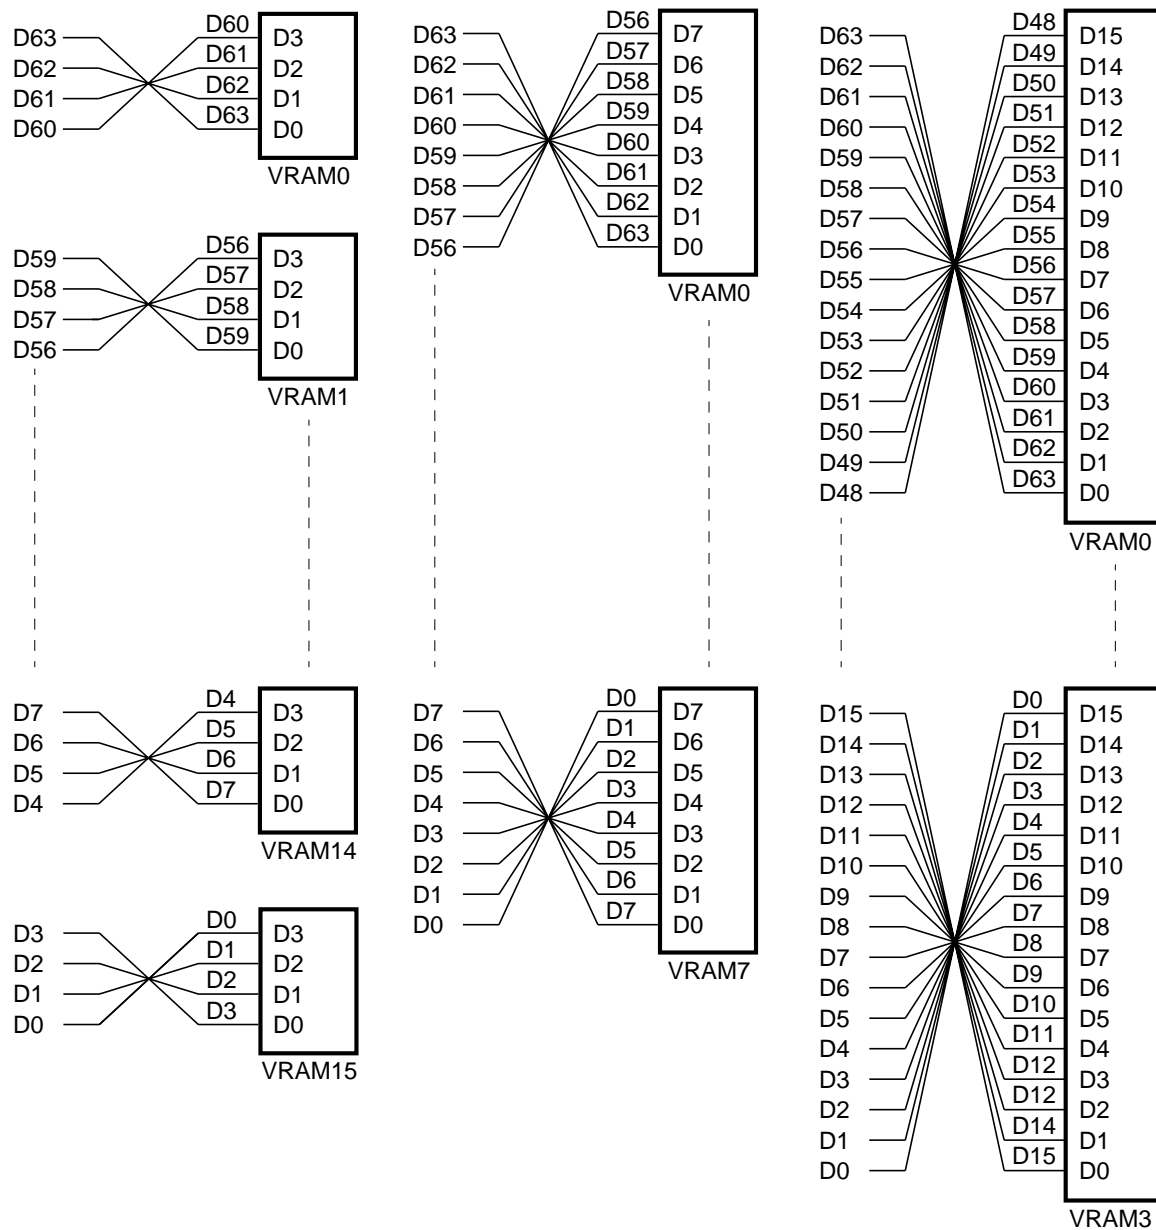 D63 D60 D3
D62 D61 D2
D61 D62 D1
D60 D63 D0
VRAM0
D59 D56 D3
D58 D57 D2
D57 D58 D1
D56 D59 D0
VRAM1
D7 D4 D3
D6 D5 D2
D5 D6 D1
D4 D7 D0
VRAM14
D3 D0 D3
D2 D1 D2
D1 D2 D1
D0 D3 D0
VRAM15
D63 D56 D7
D62 D57 D6
D61 D58 D5
D60 D59 D4
D59 D60 D3
D58 D61 D2
D57 D62 D1
D56 D63 D0
VRAM0
D7 D0 D7
D6 D1 D6
D5 D2 D5
D4 D3 D4
D3 D4 D3
D2 D5 D2
D1 D6 D1
D0 D7 D0
VRAM7
D63 D48 D15
D62 D49 D14
D61 D50 D13
D60 D51 D12
D59 D52 D11
D58 D53 D10
D57 D54 D9
D56 D55 D8
D55 D56 D7
D54 D57 D6
D53 D58 D5
D52 D59 D4
D51 D60 D3
D50 D61 D2
D49 D62 D1
D48 D63 D0
VRAM0
D15 D0 D15
D14 D1 D14
D13 D2 D13
D12 D3 D12
D11 D4 D11
D10 D5 D10
D9 D6 D9
D8 D7 D8
D7 D8 D7
D6 D9 D6
D5 D10 D5
D4 D11 D4
D3 D12 D3
D2 D12 D2
D1 D14 D1
D0 D15 D0
VRAM3